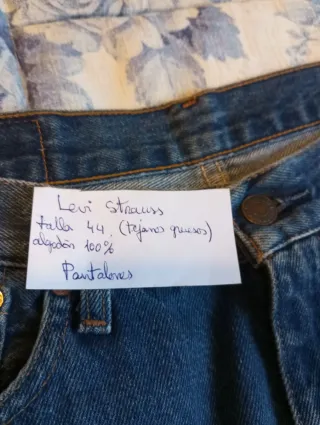 Levi Strauss
talla 44. (tejanos gruesos)
algodón 100%
Pantalones